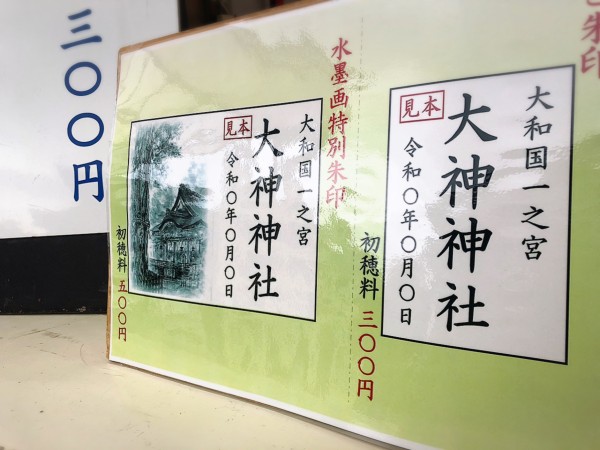 朱印
大和国一之宮
大神神社
見本
令和〇年〇月〇日
初穂料 三〇〇円
水墨画特別朱印
大和国一之宮
大神神社
見本
令和〇年〇月〇日
初穂料 五〇〇円
三〇〇円